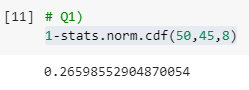 [11] # Q1)
1-stats.norm.cdf(50,45,8)
0.26598552904870054